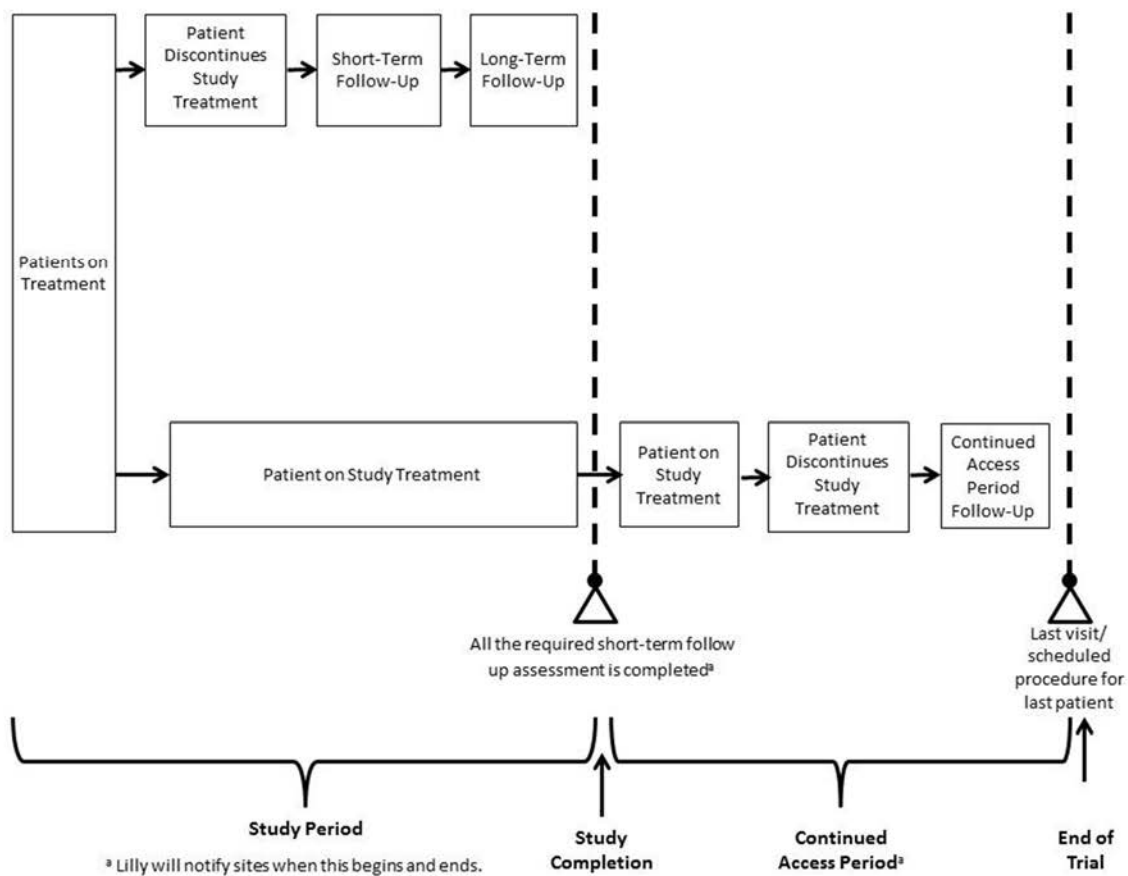 Patient
Discontinues
Study
Treatment
Short-Term
Follow-Up
Long-Term
Follow-Up
Patients on
Treatment
Patient on Study Treatment
Patient on
Study
Treatment
Patient
Discontinues
Study
Treatment
Continued
Access
Period
Follow-Up
All the required short-term follow
up assessment is completedª
Last visit/
scheduled
procedure for
last patient
Study Period
ª Lilly will notify sites when this begins and ends.
Study
Completion
Continued
Access Periodª
End of
Trial